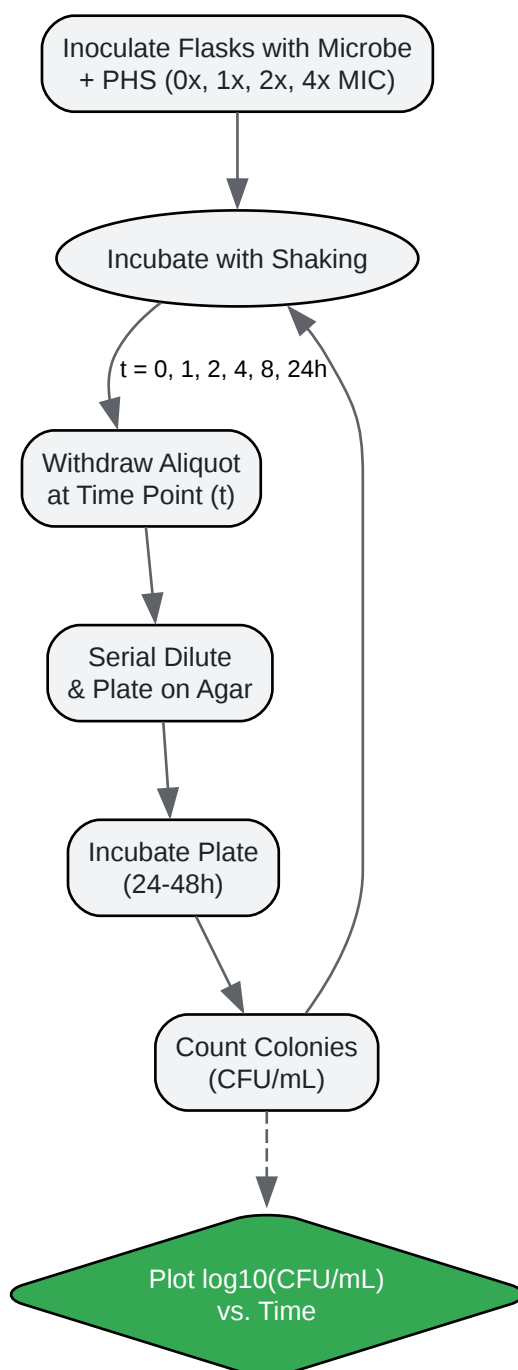 Inoculate Flasks with Microbe
+ PHS (0x, 1x, 2x, 4x MIC)
Incubate with Shaking
t = 0, 1, 2, 4, 8, 24h
Withdraw Aliquot
at Time Point (t)
Serial Dilute
& Plate on Agar
Incubate Plate
(24-48h)
Count Colonies
(CFU/mL)
Plot log10(CFU/mL)
vs. Time